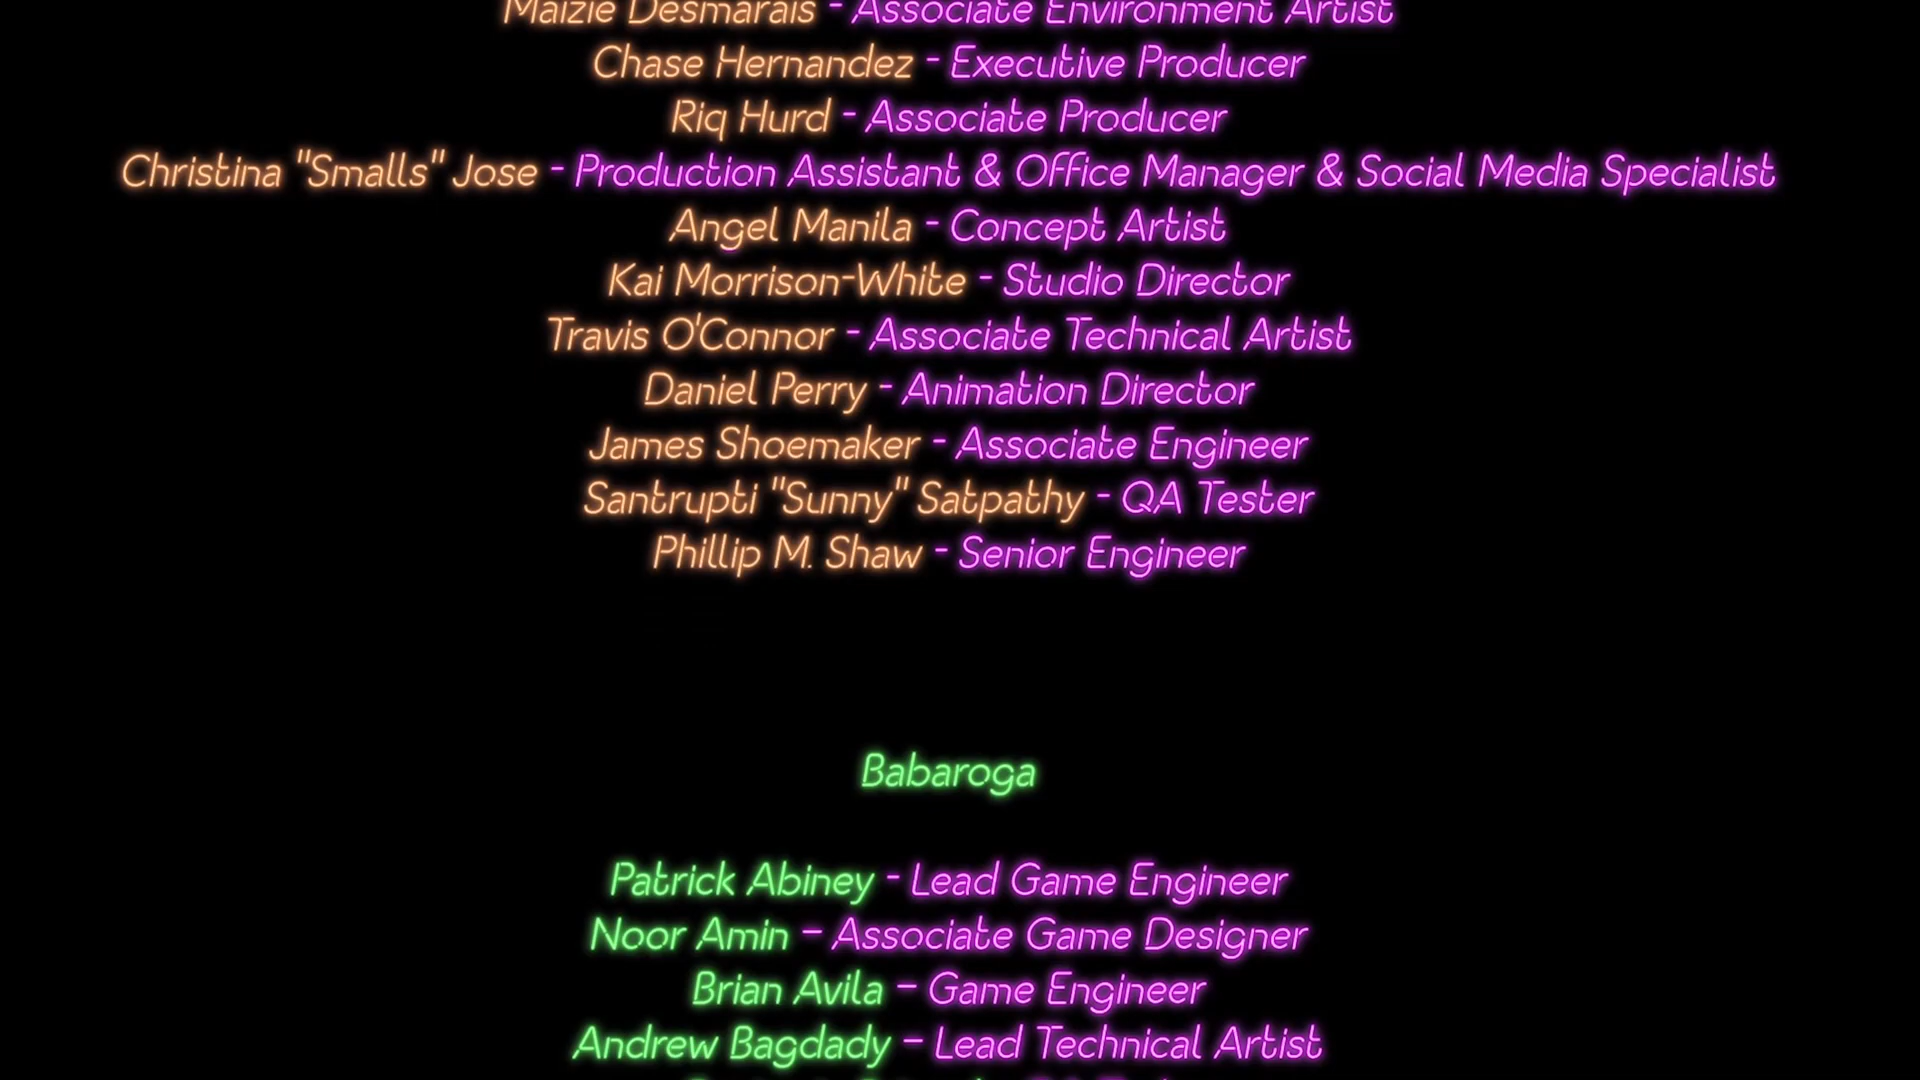 Maizie Desmarais - Associate Environment Artist
Chase Hernandez - Executive Producer
Riq Hurd - Associate Producer
Christina "Smalls" Jose - Production Assistant & Office Manager & Social Media Specialist
Angel Manila - Concept Artist
Kai Morrison-White - Studio Director
Travis O'Connor - Associate Technical Artist
Daniel Perry - Animation Director
James Shoemaker - Associate Engineer
Santrupti "Sunny" Satpathy - QA Tester
Phillip M. Shaw - Senior Engineer
Babaroga
Patrick Abiney - Lead Game Engineer
Noor Amin – Associate Game Designer
Brian Avila – Game Engineer
Andrew Bagdady – Lead Technical Artist